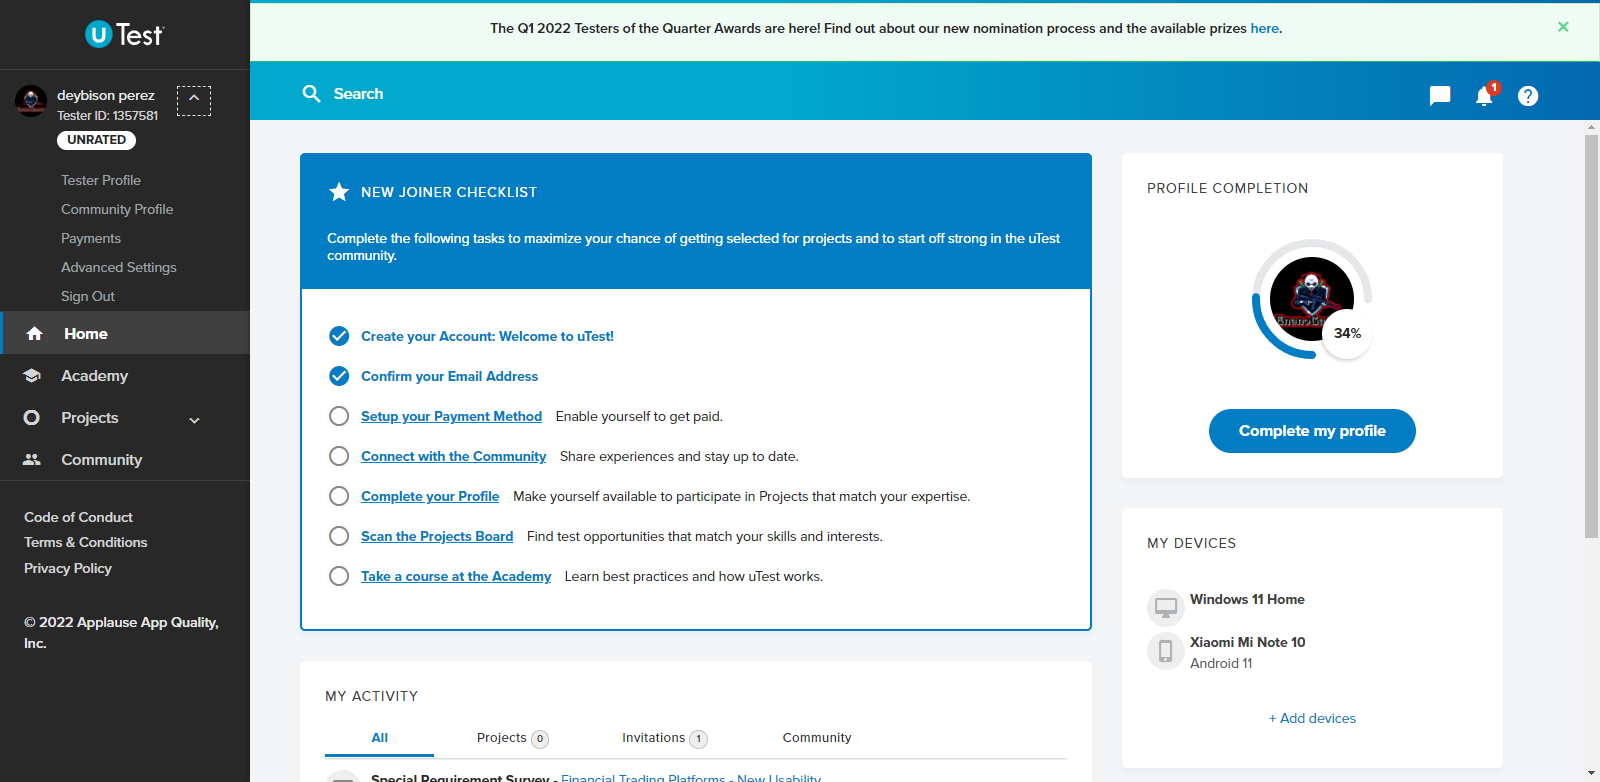 The Q1 2022 Testers of the Quarter Awards are here! Find out about our new nomination process and the available prizes here.
uTest
deybison perez
Tester ID: 1357581
UNRATED
Tester Profile
Community Profile
Payments
Advanced Settings
Sign Out
Home
Academy
Projects
Community
Code of Conduct
Terms & Conditions
Privacy Policy
© 2022 Applause App Quality,
Inc.
Search
1
?
NEW JOINER CHECKLIST
Complete the following tasks to maximize your chance of getting selected for projects and to start off strong in the uTest
community.
Create your Account: Welcome to uTest!
Confirm your Email Address
Setup your Payment Method Enable yourself to get paid.
Connect with the Community Share experiences and stay up to date.
Complete your Profile Make yourself available to participate in Projects that match your expertise.
Scan the Projects Board Find test opportunities that match your skills and interests.
Take a course at the Academy Learn best practices and how uTest works.
MY ACTIVITY
All Projects 0 Invitations 1 Community
Special Requirement Survey - Financial Trading Platforms - New Usability
PROFILE COMPLETION
34%
Complete my profile
MY DEVICES
Windows 11 Home
Xiaomi Mi Note 10
Android 11
+ Add devices